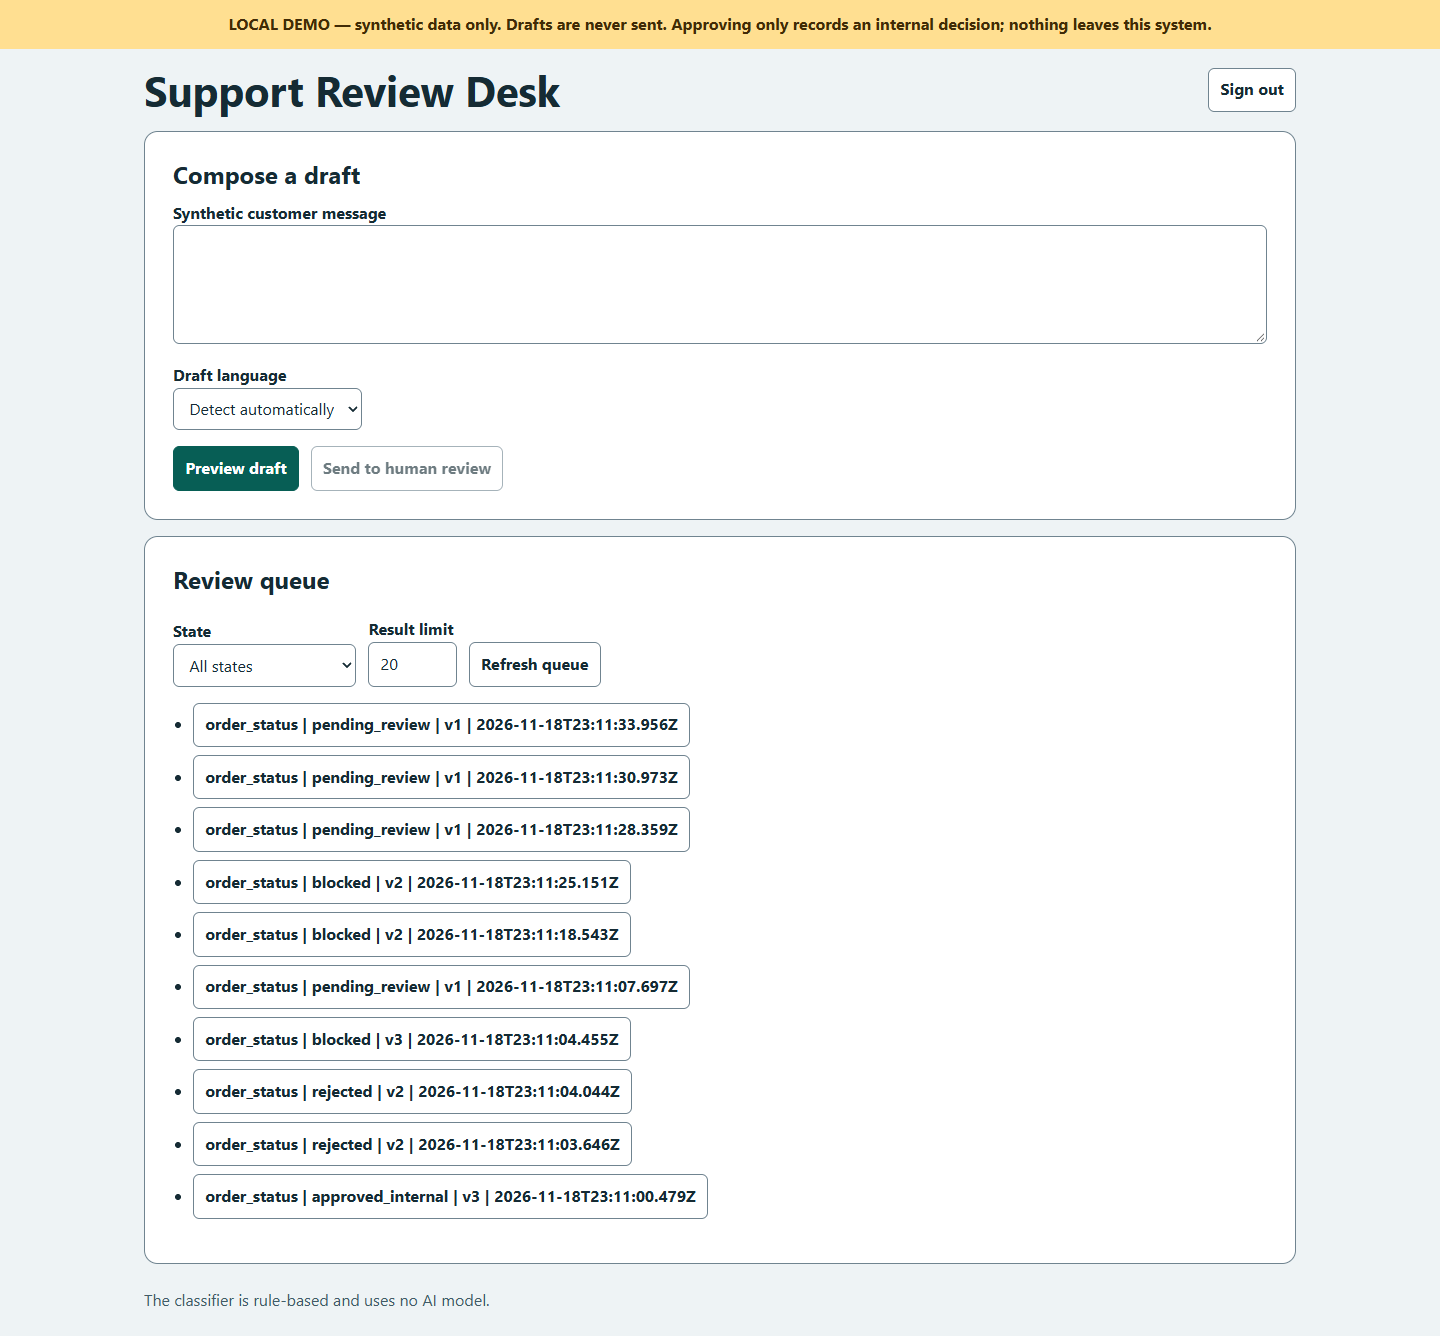 LOCAL DEMO — synthetic data only. Drafts are never sent. Approving only records an internal decision; nothing leaves this system.
Support Review Desk
Sign out
Compose a draft
Synthetic customer message
Draft language
Detect automatically
Preview draft
Send to human review
Review queue
State
Result limit
All states
20
Refresh queue
order_status | pending_review | v1 | 2026-11-18T23:11:33.956Z
order_status | pending_review | v1 | 2026-11-18T23:11:30.973Z
order_status | pending_review | v1 | 2026-11-18T23:11:28.359Z
order_status | blocked | v2 | 2026-11-18T23:11:25.151Z
order_status | blocked | v2 | 2026-11-18T23:11:18.543Z
order_status | pending_review | v1 | 2026-11-18T23:11:07.697Z
order_status | blocked | v3 | 2026-11-18T23:11:04.455Z
order_status | rejected | v2 | 2026-11-18T23:11:04.044Z
order_status | rejected | v2 | 2026-11-18T23:11:03.646Z
order_status | approved_internal | v3 | 2026-11-18T23:11:00.479Z
The classifier is rule-based and uses no AI model.